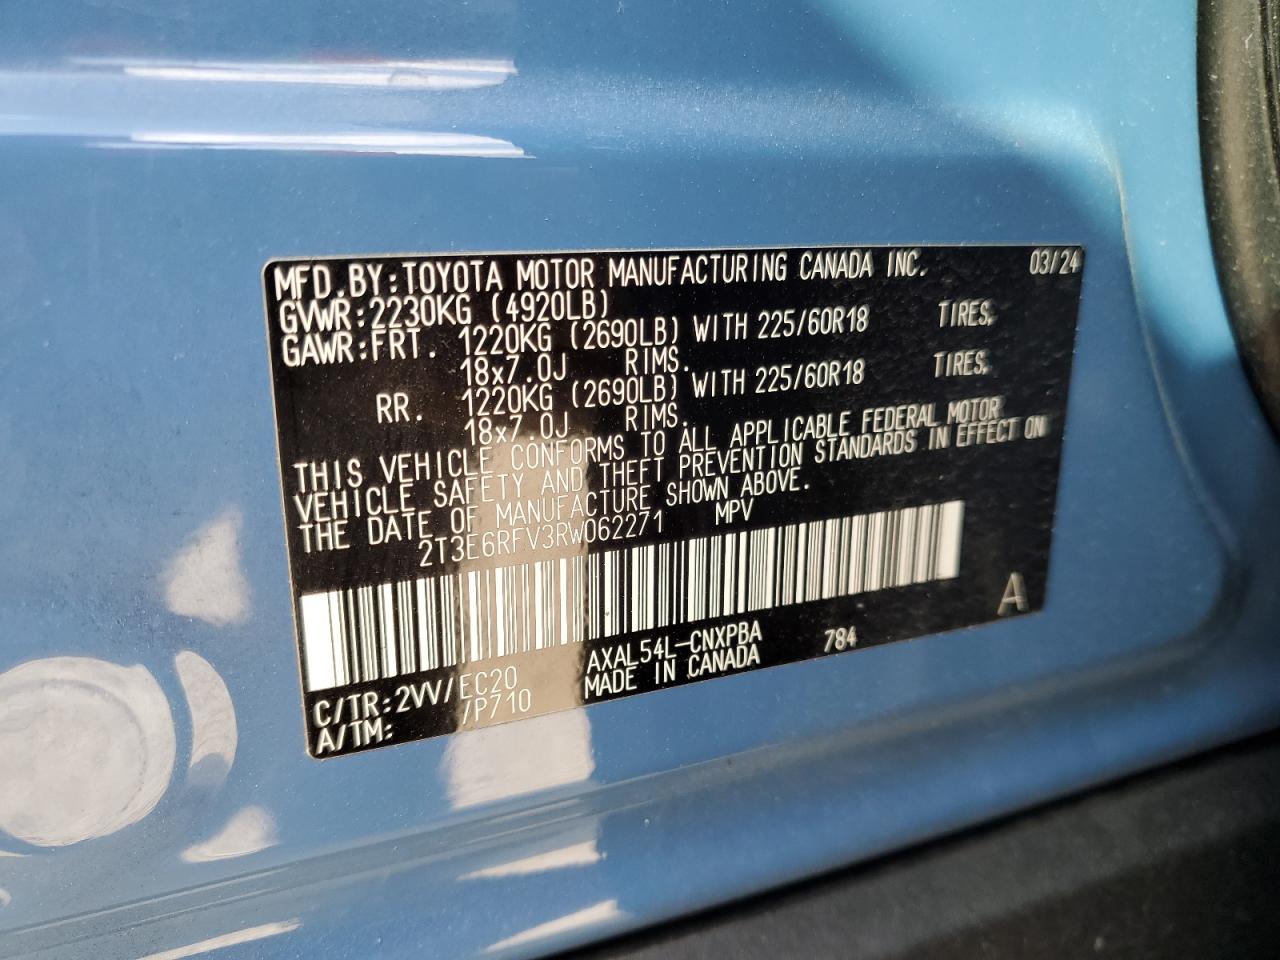 MFD.BY:TOYOTA MOTOR MANUFACTURING CANADA INC. 03/24
GVWR:2230KG (4920LB)
GAWR:FRT. 1220KG (2690LB) WITH 225/60R18 TIRES,
18x7.0J RIMS.
RR. 1220KG (2690LB) WITH 225/60R18 TIRES,
18x7.0J RIMS.
THIS VEHICLE CONFORMS TO ALL APPLICABLE FEDERAL MOTOR
VEHICLE SAFETY AND THEFT PREVENTION STANDARDS IN EFFECT ON
THE DATE OF MANUFACTURE SHOWN ABOVE.
2T3E6RFV3RW062271 MPV
A
C/TR:2VV/EC20 AXAL54L-CNXPBA 784
A/TM: /P710 MADE IN CANADA